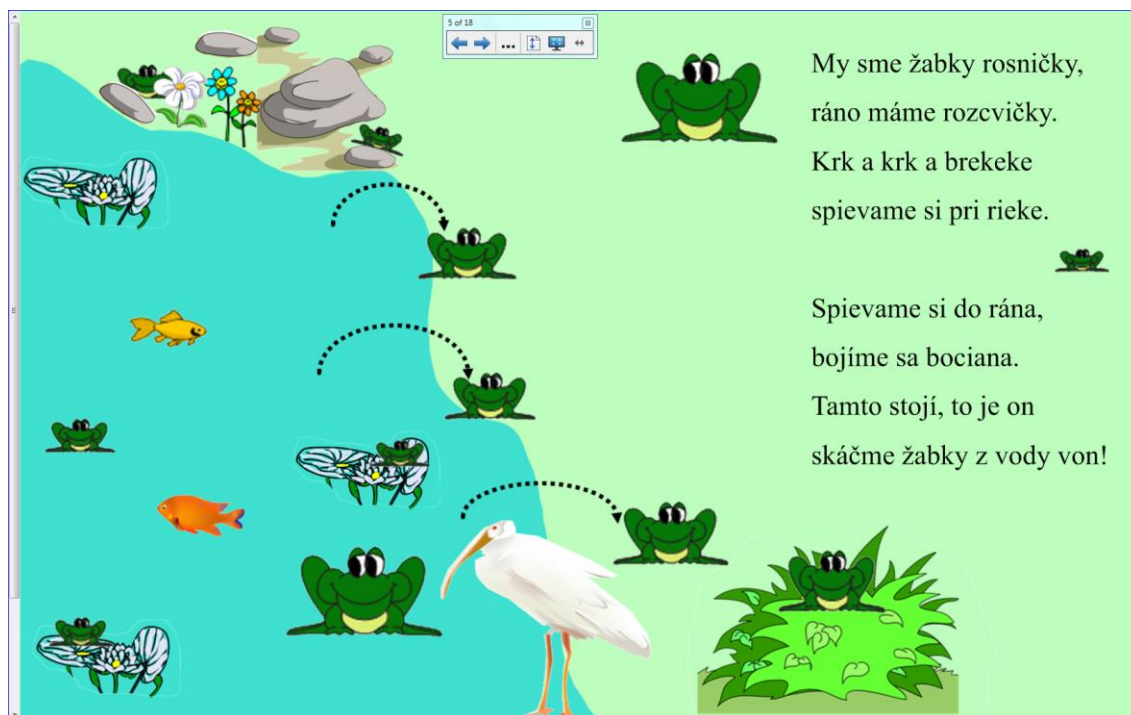 5 of 18
My sme žabky rosničky,
ráno máme rozcvičky.
Krk a krk a brekeke
spievame si pri rieke.
Spievame si do rána,
bojíme sa bociana.
Tamto stojí, to je on
skáčme žabky z vody von!